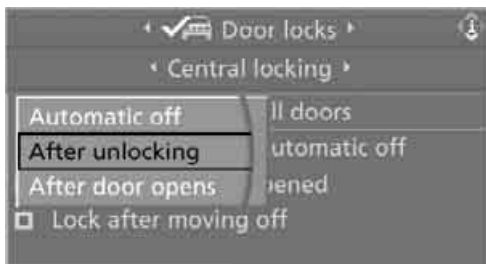 Door locks
Central locking
Automatic off
ll doors
After unlocking
utomatic off
After door opens
ened
Lock after moving off